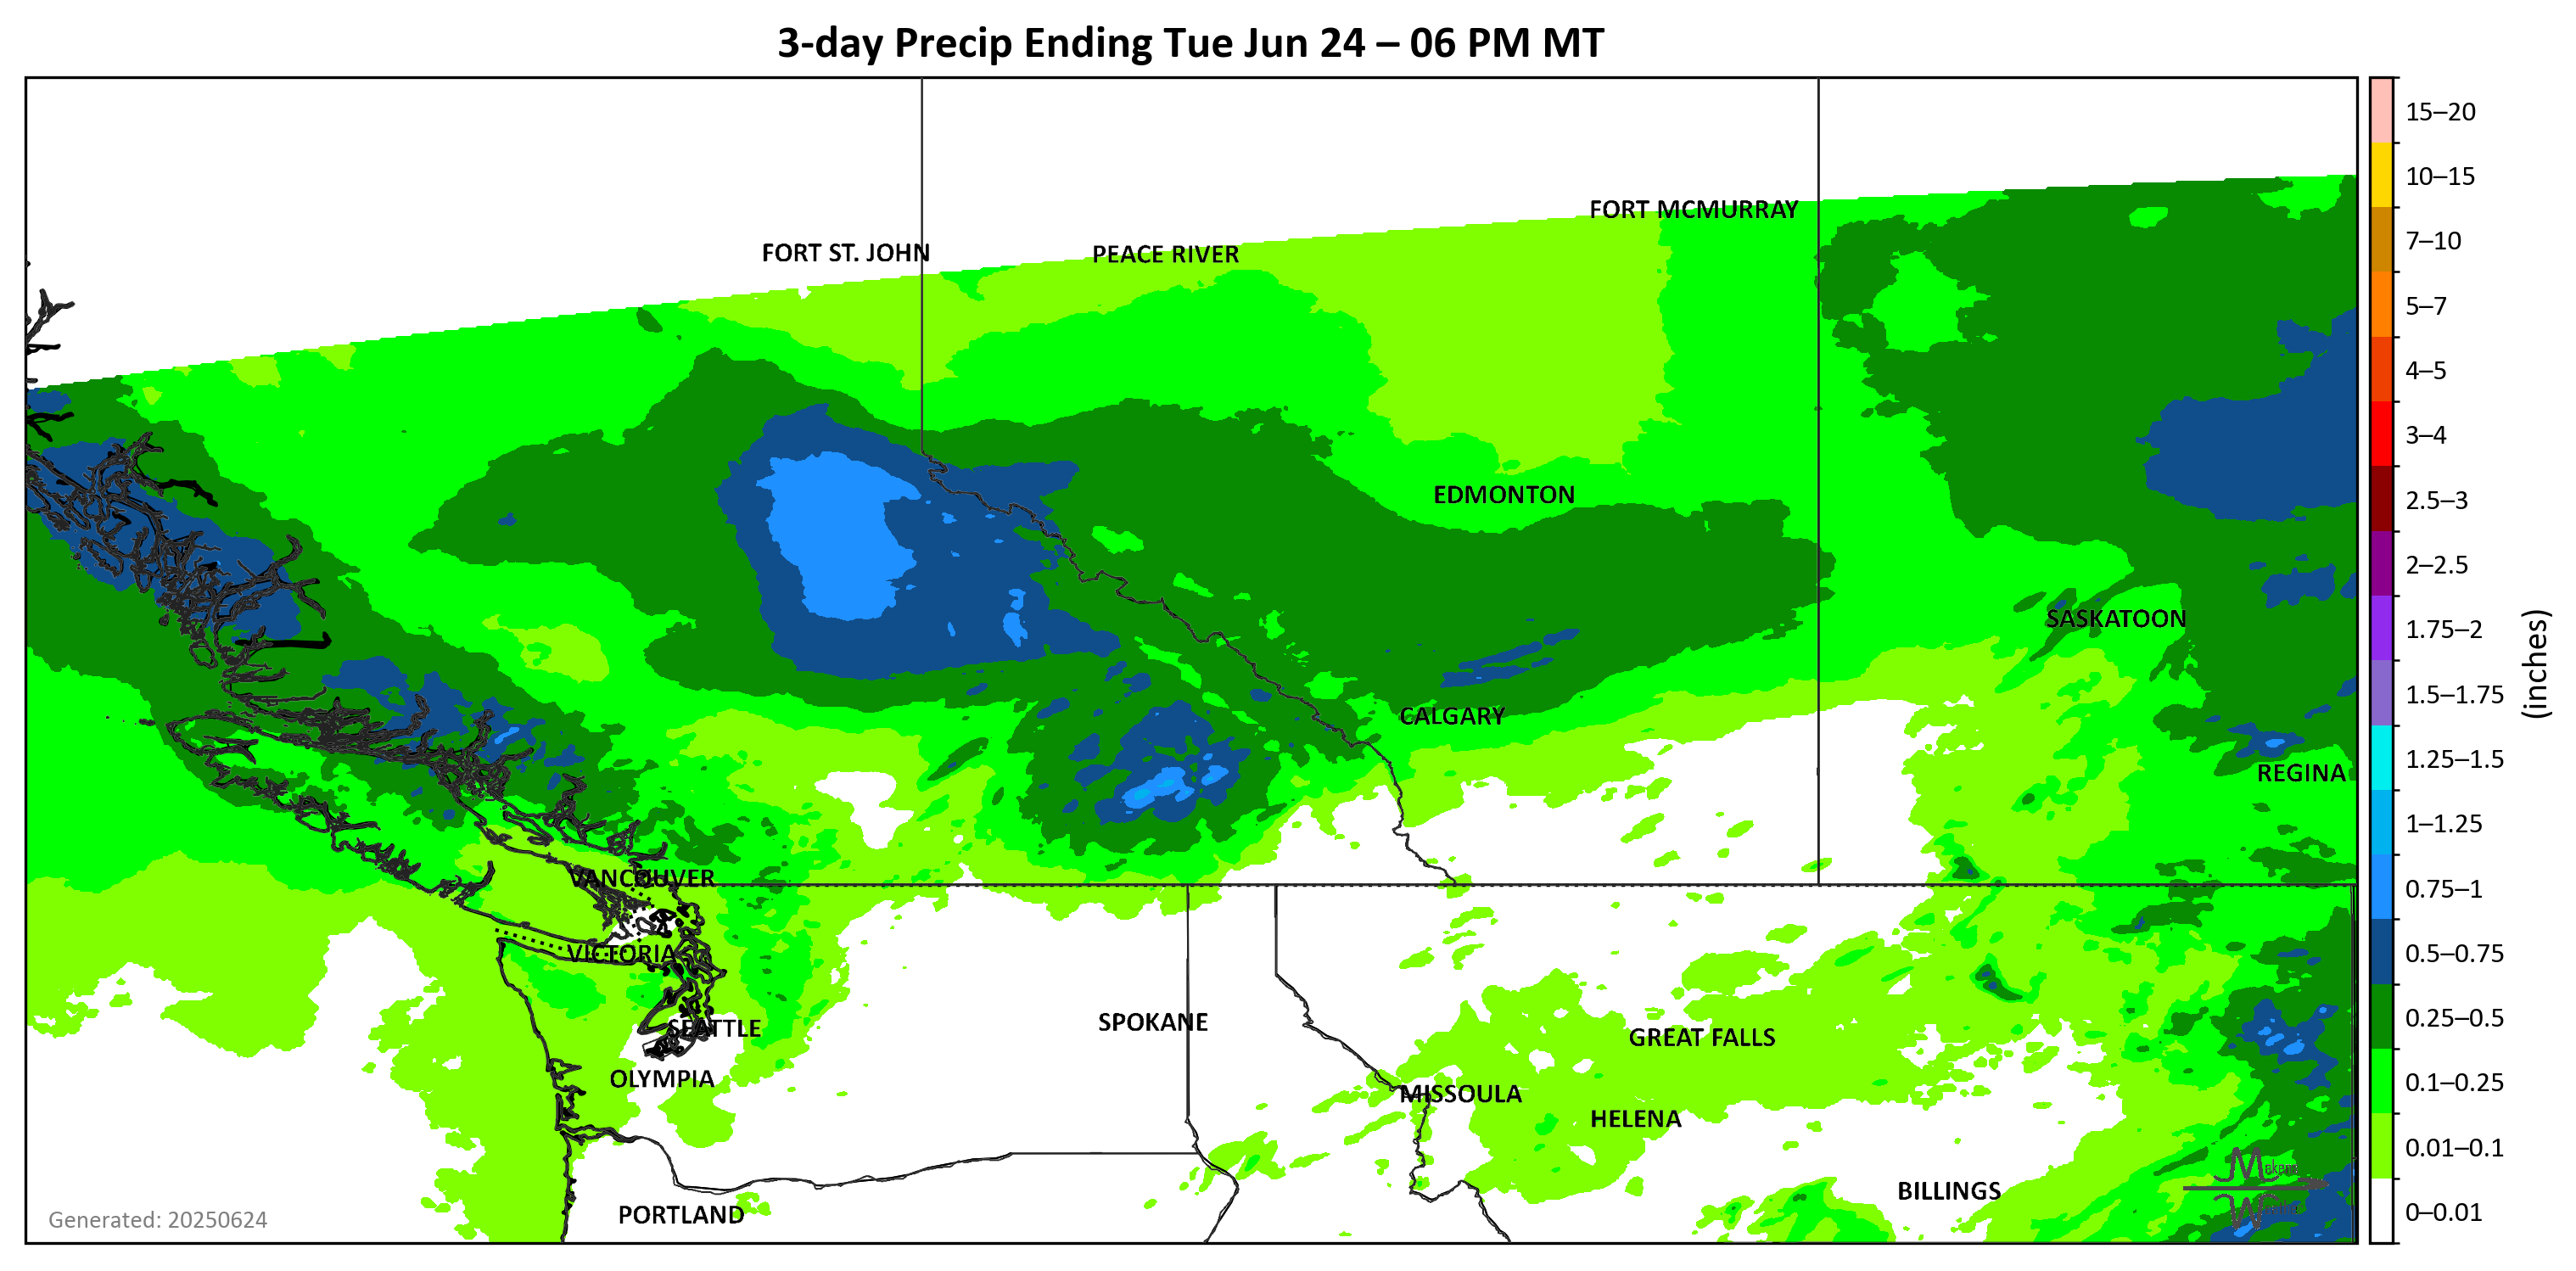 3-day Precip Ending Tue Jun 24 – 06 PM MT
15–20
10–15
7–10
5–7
4–5
3–4
2.5–3
2–2.5
1.75–2
1.5–1.75
1.25–1.5
1–1.25
0.75–1
0.5–0.75
0.25–0.5
0.1–0.25
0.01–0.1
0–0.01
(inches)
FORT MCMURRAY
FORT ST. JOHN
PEACE RIVER
EDMONTON
SASKATOON
CALGARY
REGINA
VANCOUVER
VICTORIA
SPOKANE
SEATTLE
GREAT FALLS
OLYMPIA
MISSOULA
HELENA
BILLINGS
PORTLAND
Generated: 20250624